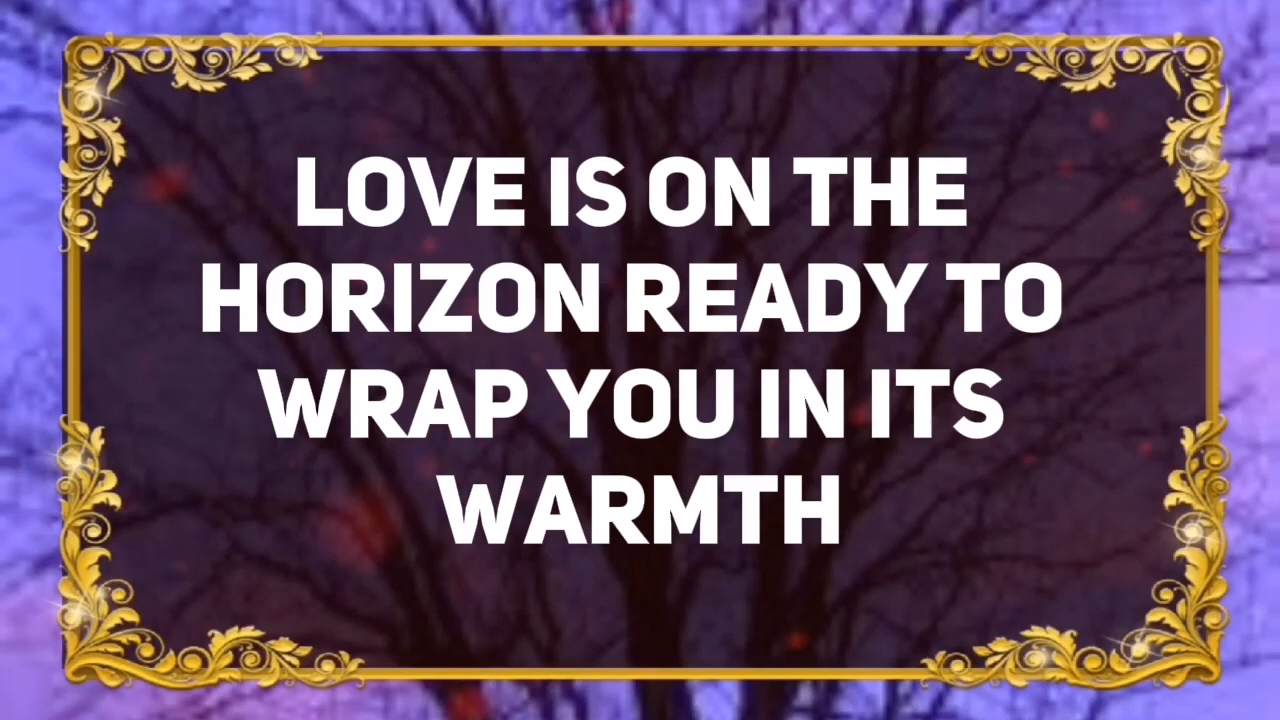 LOVE IS ON THE
HORIZON READY TO
WRAP YOU IN ITS
WARMTH